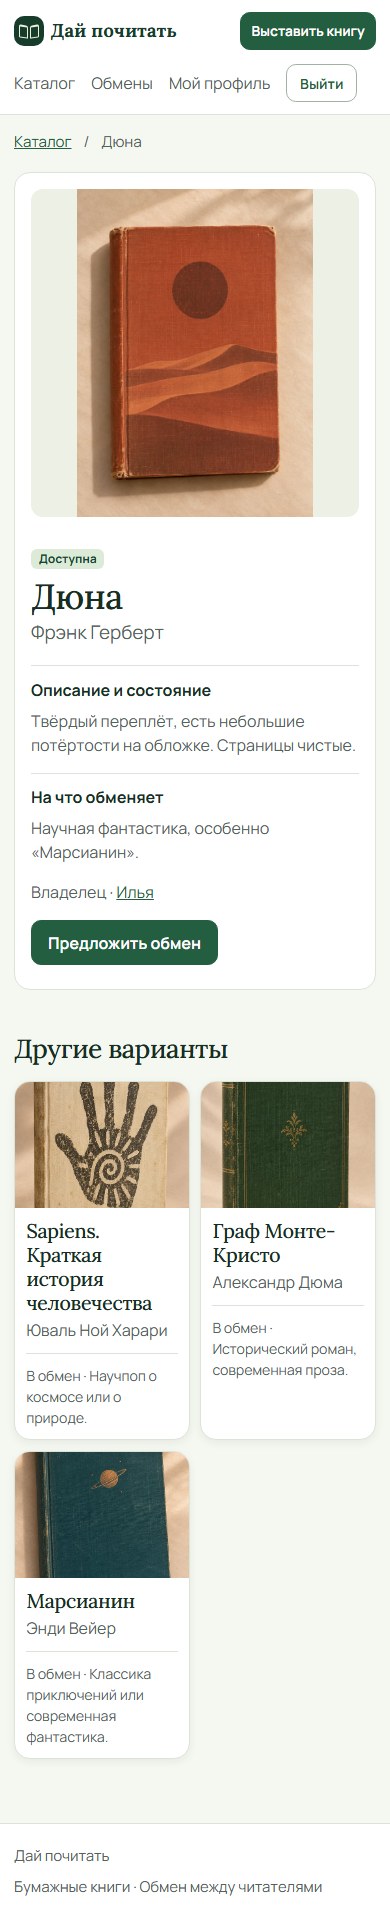 Дай почитать
Выставить книгу
Каталог
Обмены
Мой профиль
Выйти
Каталог / Дюна
Доступна
Дюна
Фрэнк Герберт
Описание и состояние
Твёрдый переплёт, есть небольшие
потёртости на обложке. Страницы чистые.
На что обменяет
Научная фантастика, особенно
«Марсианин».
Владелец · Илья
Предложить обмен
Другие варианты
Sapiens.
Краткая
история
человечества
Юваль Ной Харари
В обмен · Научпоп о
космосе или о
природе.
Граф Монте-
Кристо
Александр Дюма
В обмен ·
Исторический роман,
современная проза.
Марсианин
Энди Вейер
В обмен · Классика
приключений или
современная
фантастика.
Дай почитать
Бумажные книги · Обмен между читателями